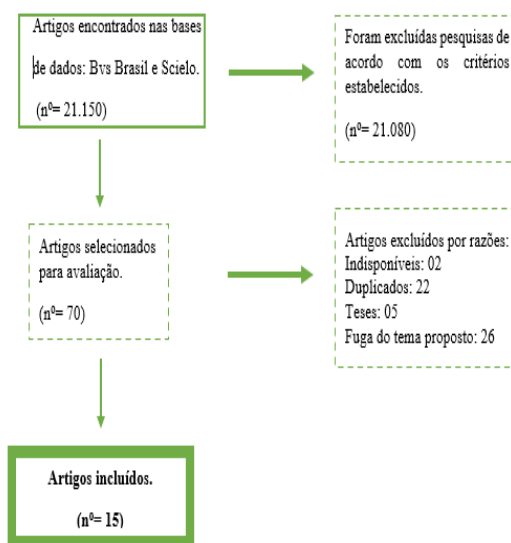 Artigos encontrados nas bases
de dados: Bvs Brasil e Scielo.
(nº= 21.150)
Foram excluídas pesquisas de
acordo com os critérios
estabelecidos.
(nº= 21.080)
Artigos selecionados
para avaliação.
(nº= 70)
Artigos excluídos por razões:
Indisponíveis: 02
Duplicados: 22
Teses: 05
Fuga do tema proposto: 26
Artigos incluídos.
(nº= 15)